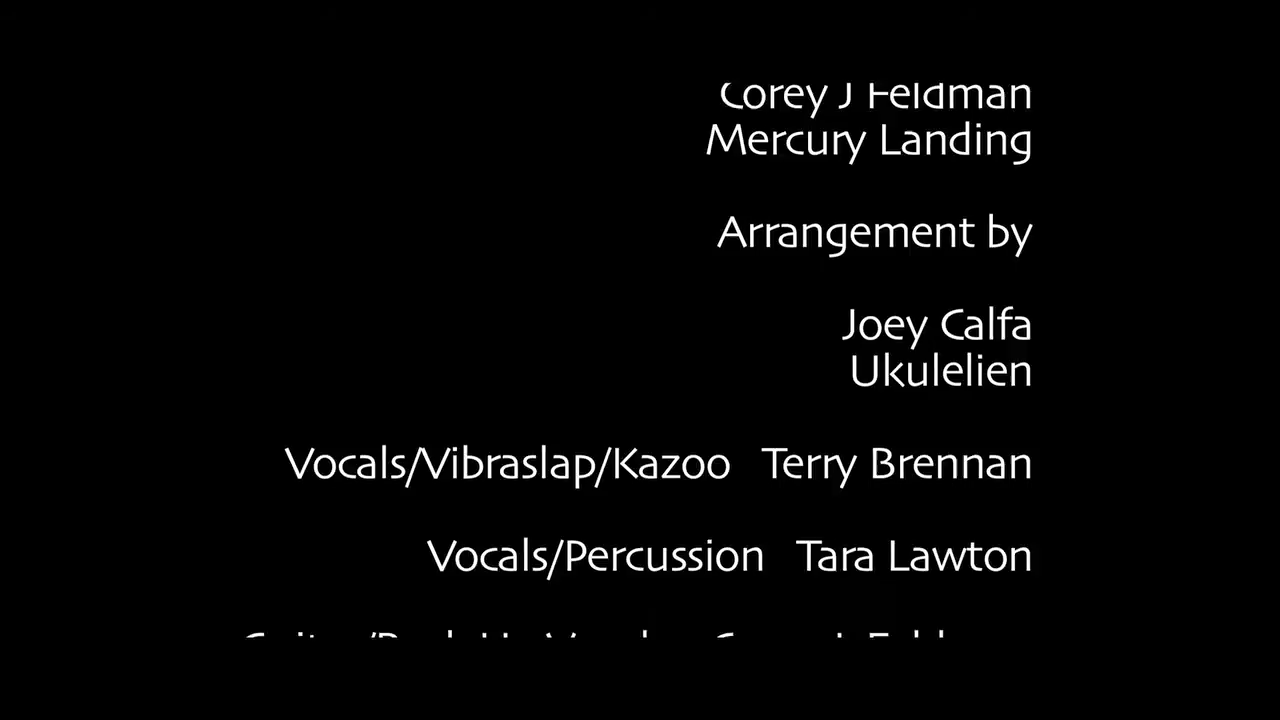 Corey J Feldman
Mercury Landing
Arrangement by
Joey Calfa
Ukulelien
Vocals/Vibraslap/Kazoo Terry Brennan
Vocals/Percussion Tara Lawton